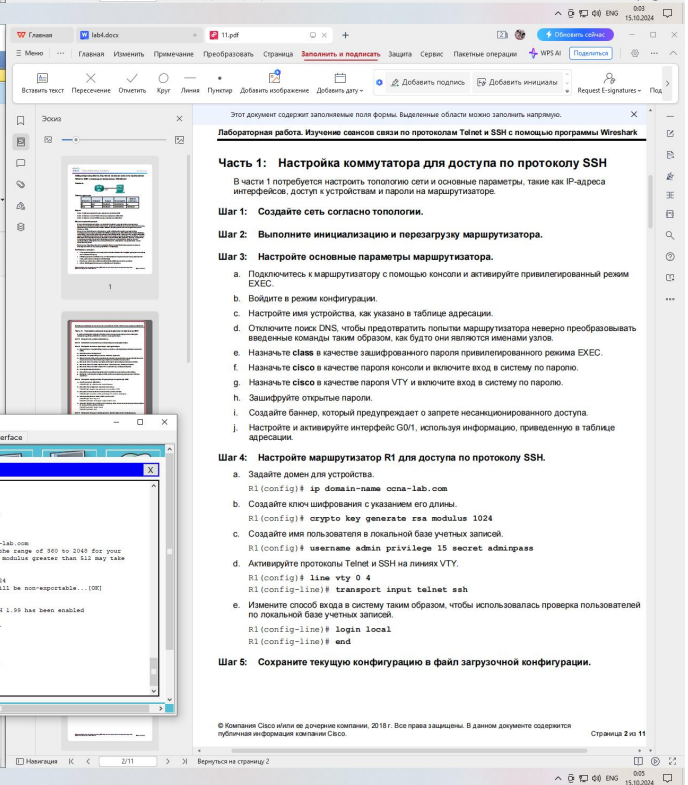 ENG 0:03
15.10.2024
Главная lab4.docx 11.pdf + 2 Обновить сейчас
Меню Главная Изменить Примечание Преобразовать Страница Заполнить и подписать Защита Сервис Пакетные операции WPS AI Поделиться
Вставить текст Пересечение Отметить Круг Линия Пунктир Добавить изображение Добавить дату Добавить подпись Добавить инициалы Request E-signatures Под
Эскиз
1
Этот документ содержит заполняемые поля формы. Выделенные области можно заполнить напрямую.
Лабораторная работа. Изучение сеансов связи по протоколам Telnet и SSH с помощью программы Wireshark
Часть 1: Настройка коммутатора для доступа по протоколу SSH
В части 1 потребуется настроить топологию сети и основные параметры, такие как IP-адреса
интерфейсов, доступ к устройствам и пароли на маршрутизаторе.
Шаг 1: Создайте сеть согласно топологии.
Шаг 2: Выполните инициализацию и перезагрузку маршрутизатора.
Шаг 3: Настройте основные параметры маршрутизатора.
a. Подключитесь к маршрутизатору с помощью консоли и активируйте привилегированный режим
EXEC.
b. Войдите в режим конфигурации.
c. Настройте имя устройства, как указано в таблице адресации.
d. Отключите поиск DNS, чтобы предотвратить попытки маршрутизатора неверно преобразовывать
введенные команды таким образом, как будто они являются именами узлов.
e. Назначьте class в качестве зашифрованного пароля привилегированного режима EXEC.
f. Назначьте cisco в качестве пароля консоли и включите вход в систему по паролю.
g. Назначьте cisco в качестве пароля VTY и включите вход в систему по паролю.
h. Зашифруйте открытые пароли.
i. Создайте баннер, который предупреждает о запрете несанкционированного доступа.
j. Настройте и активируйте интерфейс G0/1, используя информацию, приведенную в таблице
адресации.
Шаг 4: Настройте маршрутизатор R1 для доступа по протоколу SSH.
a. Задайте домен для устройства.
R1(config)# ip domain-name ccna-lab.com
b. Создайте ключ шифрования с указанием его длины.
R1(config)# crypto key generate rsa modulus 1024
c. Создайте имя пользователя в локальной базе учетных записей.
R1(config)# username admin privilege 15 secret adminpass
d. Активируйте протоколы Telnet и SSH на линиях VTY.
R1(config)# line vty 0 4
R1(config-line)# transport input telnet ssh
e. Измените способ входа в систему таким образом, чтобы использовалась проверка пользователей
по локальной базе учетных записей.
R1(config-line)# login local
R1(config-line)# end
Шаг 5: Сохраните текущую конфигурацию в файл загрузочной конфигурации.
© Компания Cisco и/или ее дочерние компании, 2018 г. Все права защищены. В данном документе содержится
публичная информация компании Cisco. Страница 2 из 11
erface
X
-lab.com
he range of 360 to 2048 for your
modulus greater than 512 may take
24
ill be non-exportable...[OK]
H 1.99 has been enabled
Навигация 2/11 Вернуться на страницу 2
ENG 0:05
15.10.2024